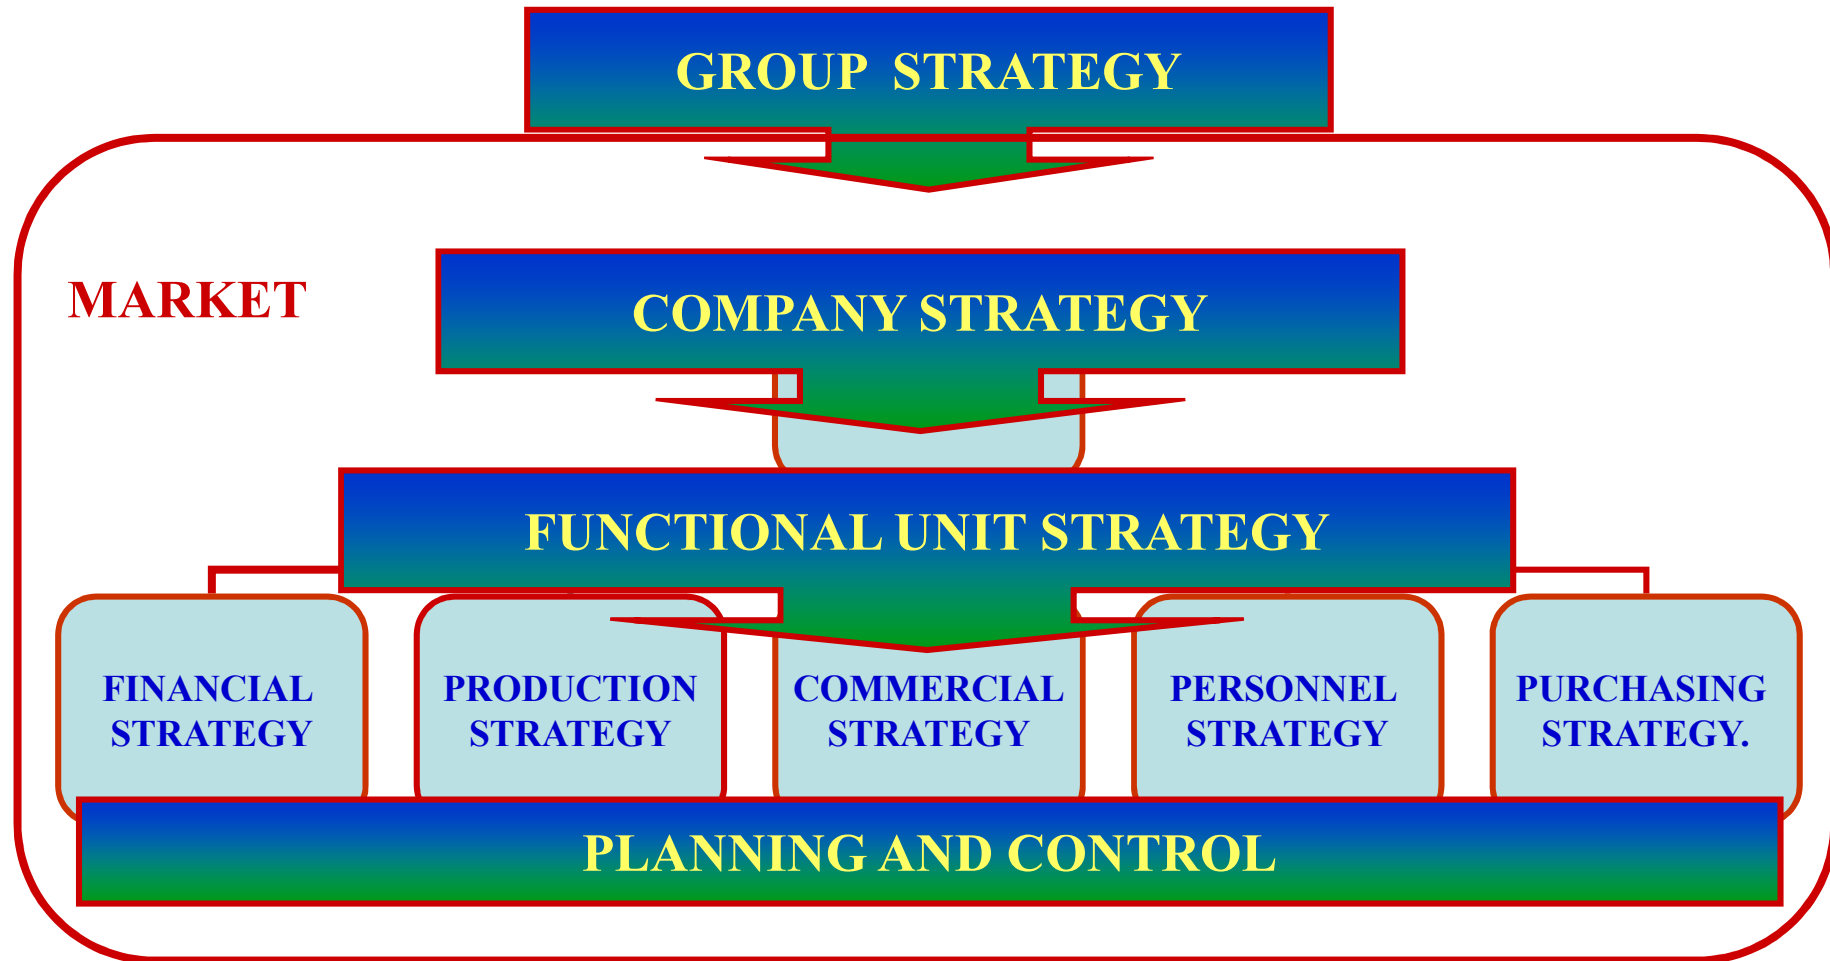 GROUP STRATEGY
MARKET
COMPANY STRATEGY
FUNCTIONAL UNIT STRATEGY
FINANCIAL
STRATEGY
PRODUCTION
STRATEGY
COMMERCIAL
STRATEGY
PERSONNEL
STRATEGY
PURCHASING
STRATEGY.
PLANNING AND CONTROL